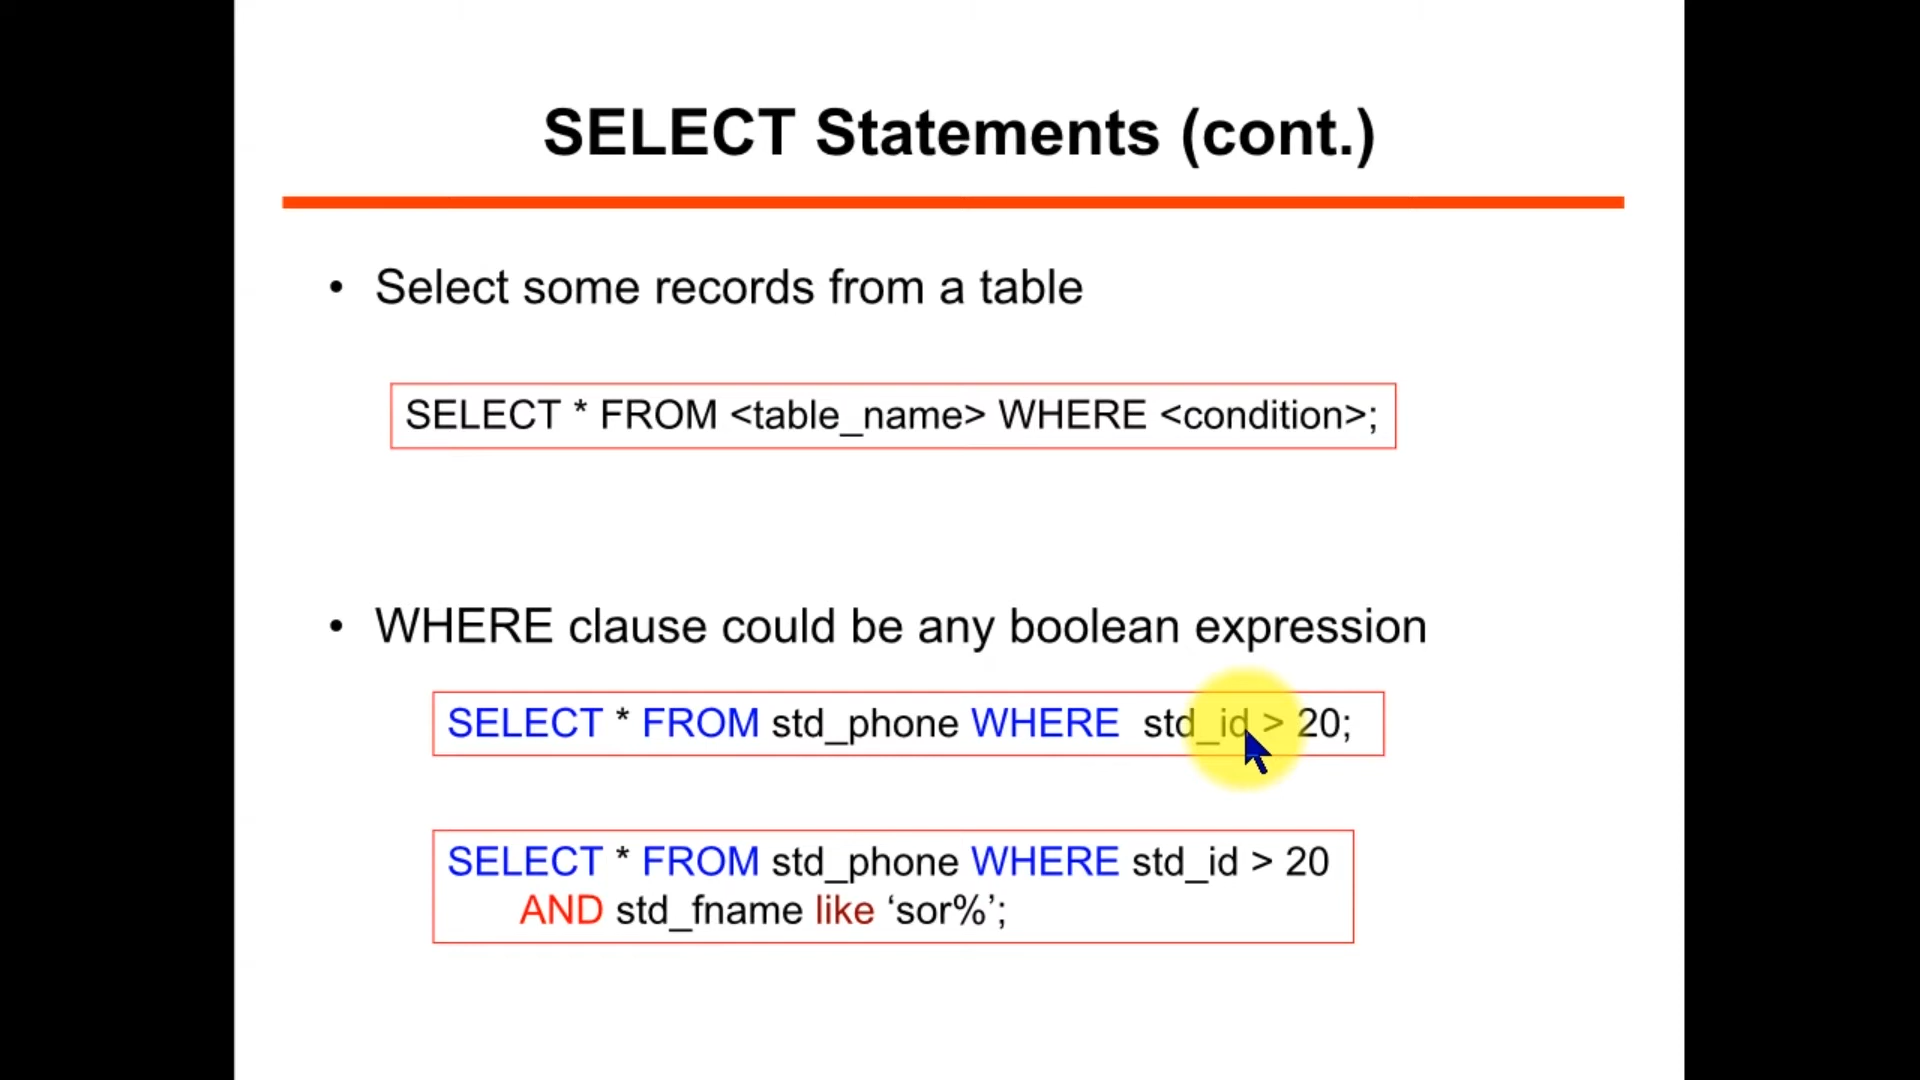 SELECT Statements (cont.)
• Select some records from a table
SELECT * FROM <table_name> WHERE <condition>;
• WHERE clause could be any boolean expression
SELECT * FROM std_phone WHERE  std_id > 20;
SELECT * FROM std_phone WHERE std_id > 20
AND std_fname like ‘sor%’;